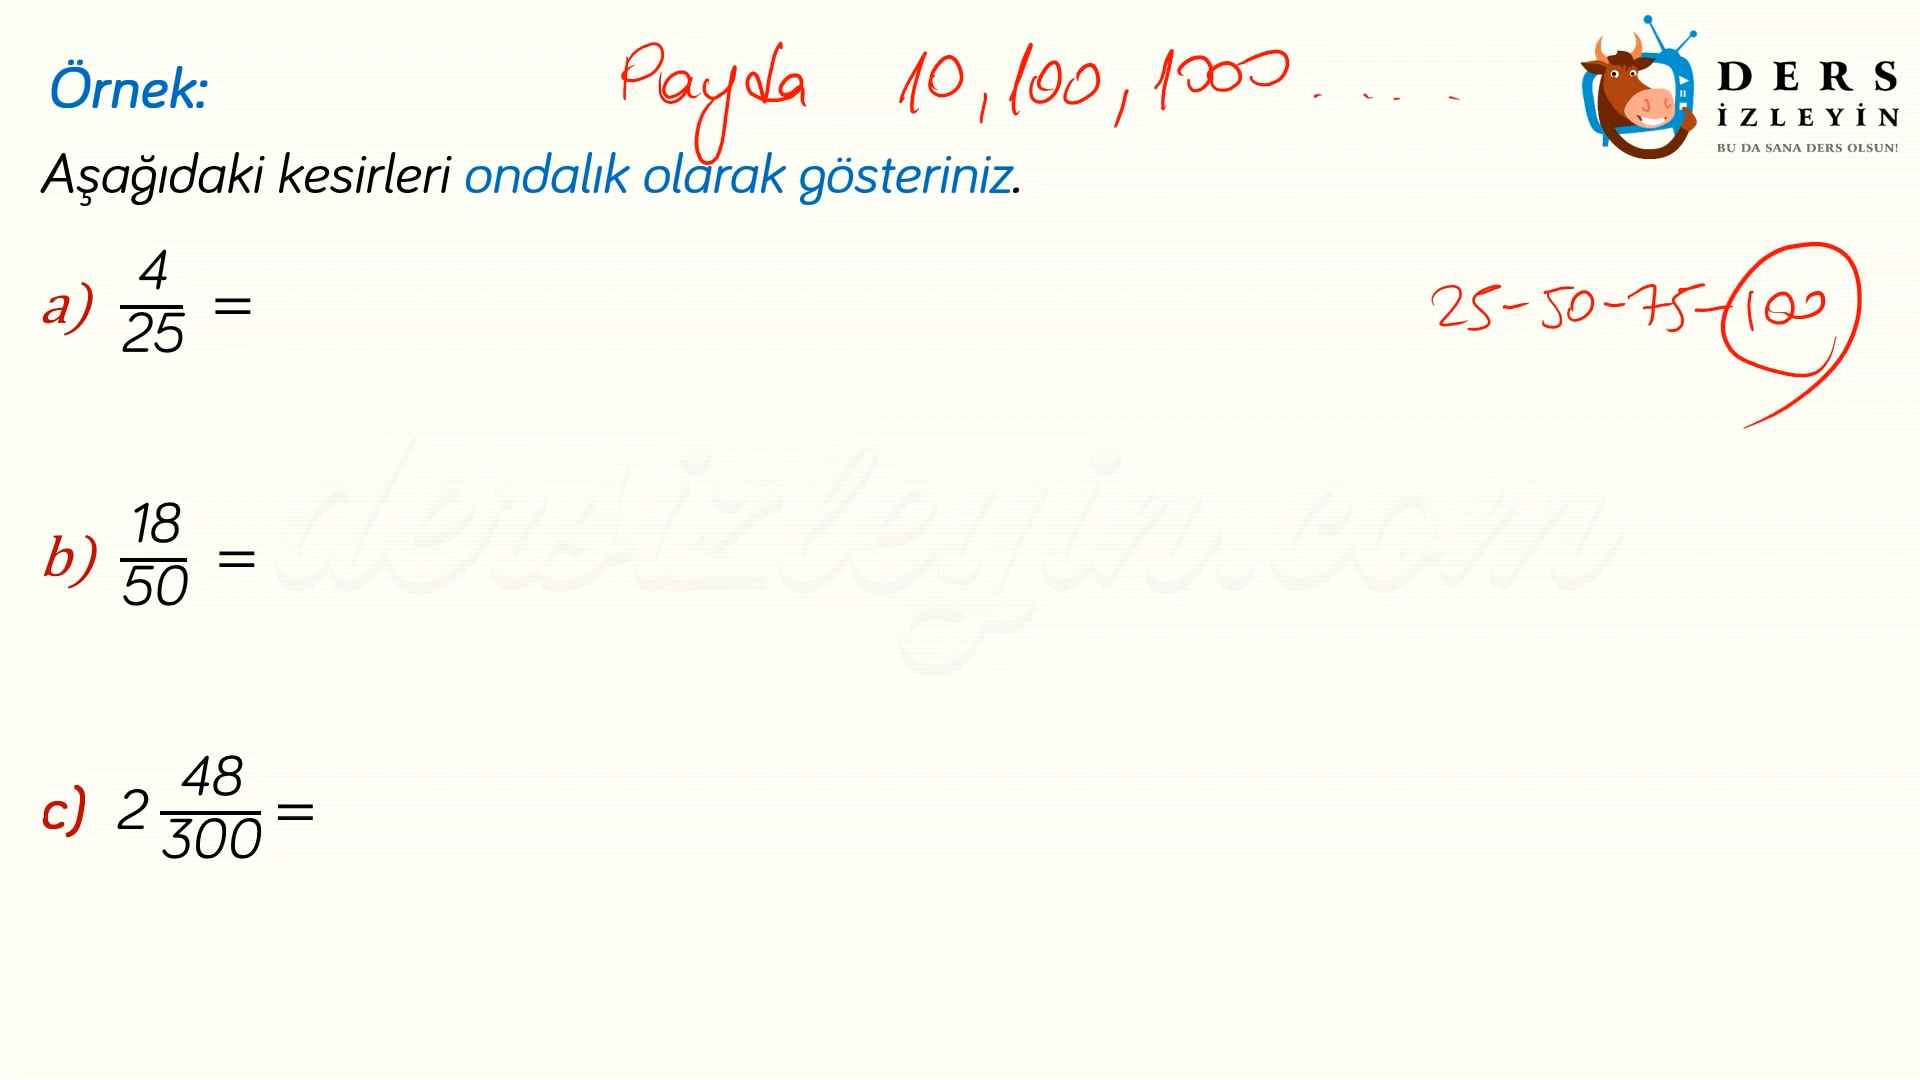 Örnek:
Payda 10, 100, 1000 . . . . .
DERS
İZLEYİN
BU DA SANA DERS OLSUN!
Aşağıdaki kesirleri ondalık olarak gösteriniz.
a) 4/25 =
25-50-75-100
dersizleyin.com
b) 18/50 =
c) 2 48/300 =